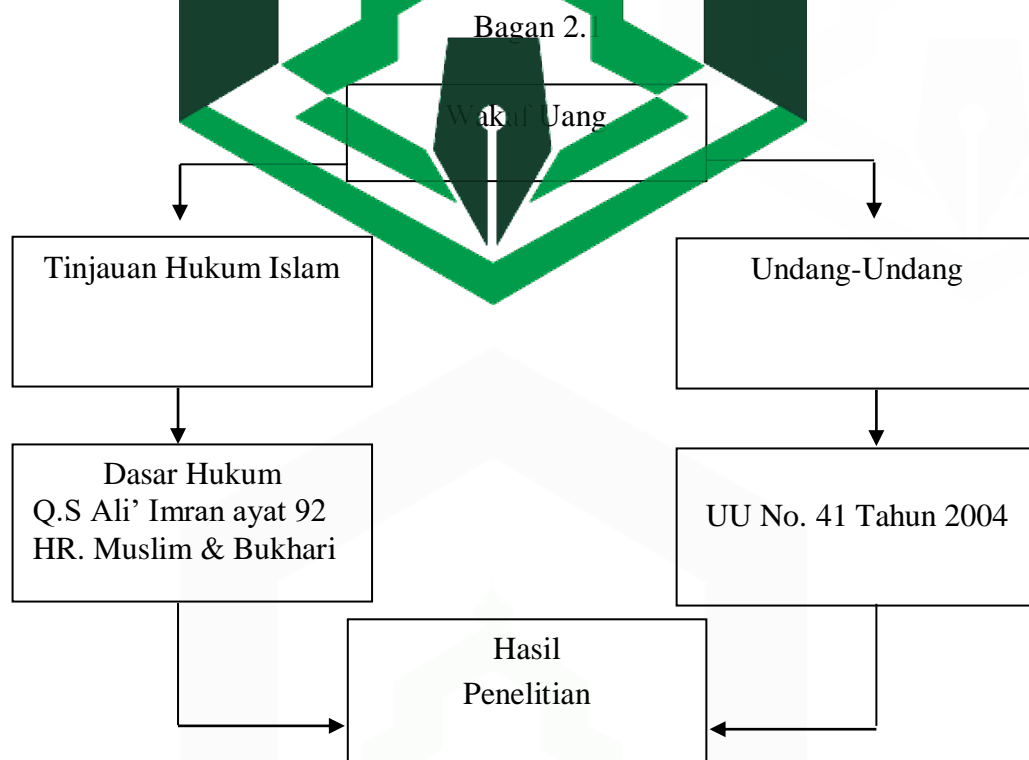 Bagan 2.1
Wakaf Uang
Tinjauan Hukum Islam
Undang-Undang
Dasar Hukum
Q.S Ali’ Imran ayat 92
HR. Muslim & Bukhari
UU No. 41 Tahun 2004
Hasil
Penelitian